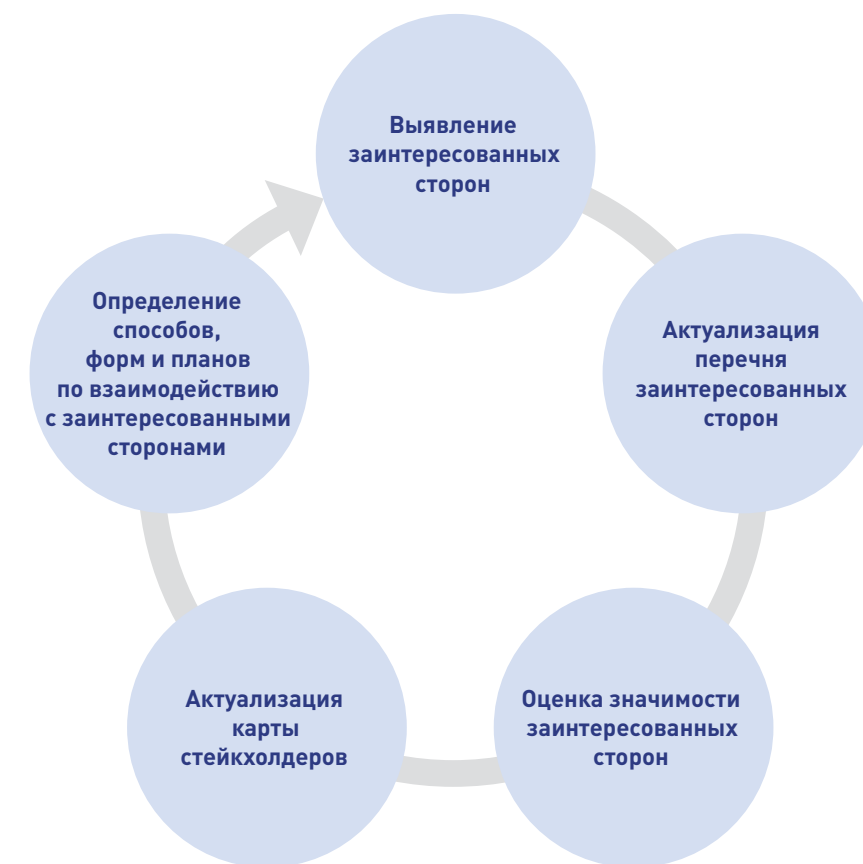 Выявление
заинтересованных
сторон
Актуализация
перечня
заинтересованных
сторон
Оценка значимости
заинтересованных
сторон
Актуализация
карты
стейкхолдеров
Определение
способов,
форм и планов
по взаимодействию
с заинтересованными
сторонами